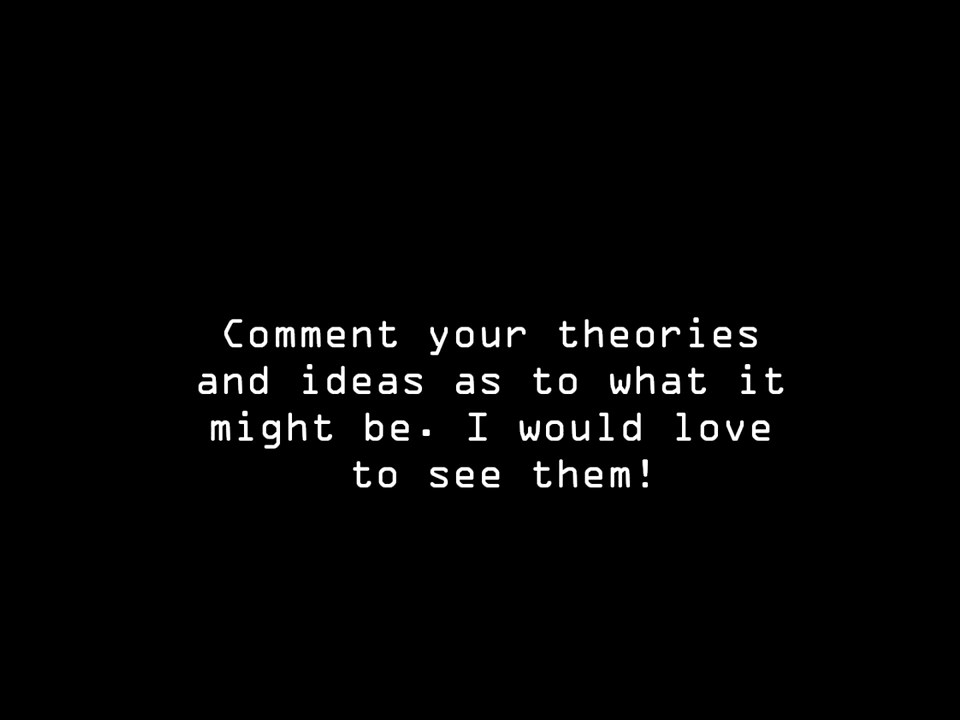 Comment your theories
and ideas as to what it
might be. I would love
to see them!